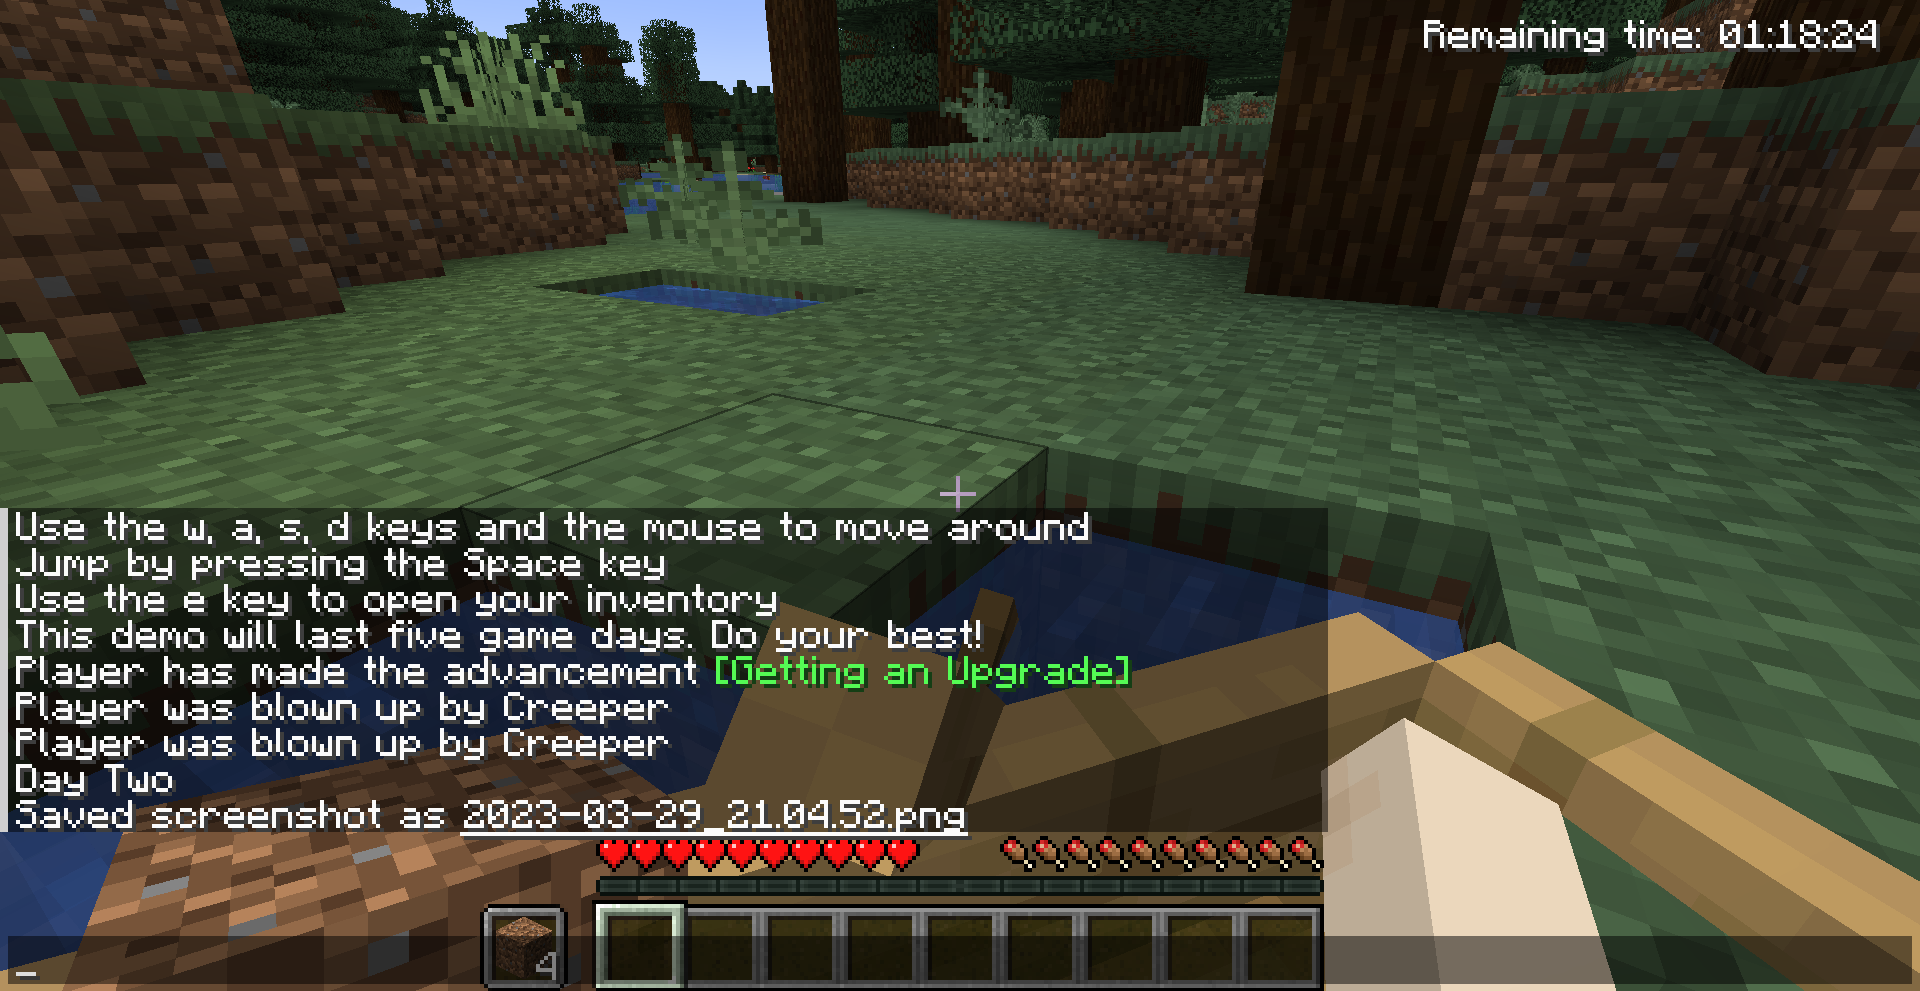 Remaining time: 01:18:24
Use the w, a, s, d keys and the mouse to move around
Jump by pressing the Space key
Use the e key to open your inventory
This demo will last five game days. Do your best!
Player has made the advancement [Getting an Upgrade]
Player was blown up by Creeper
Player was blown up by Creeper
Day Two
Saved screenshot as 2023-03-29_21.04.52.png
4
_